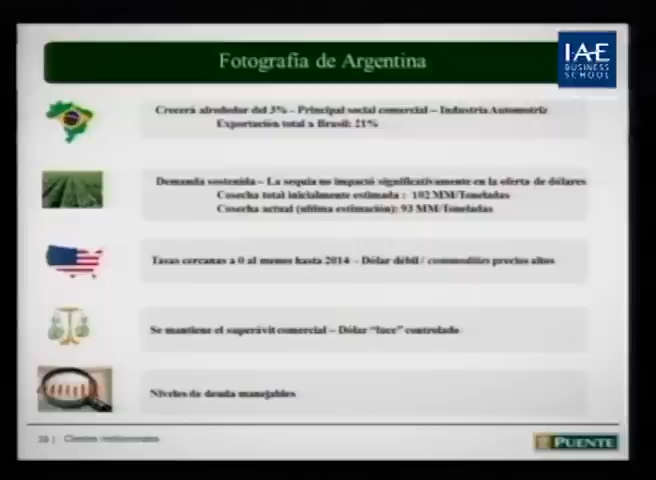 Fotografía de Argentina
IAE
BUSINESS
SCHOOL
Crecerá alrededor del 3% – Principal social comercial – Industria Automotriz
Exportación total a Brasil: 21%
Demanda sostenida – La sequía no impactó significativamente en la oferta de dólares
Cosecha total inicialmente estimada : 102 MM/Toneladas
Cosecha actual (ultima estimación): 93 MM/Toneladas
Tasas cercanas a 0 al menos hasta 2014 – Dólar débil / commodities precios altos
Se mantiene el superávit comercial – Dólar "luce" controlado
Niveles de deuda manejables
Clientes institucionales
PUENTE